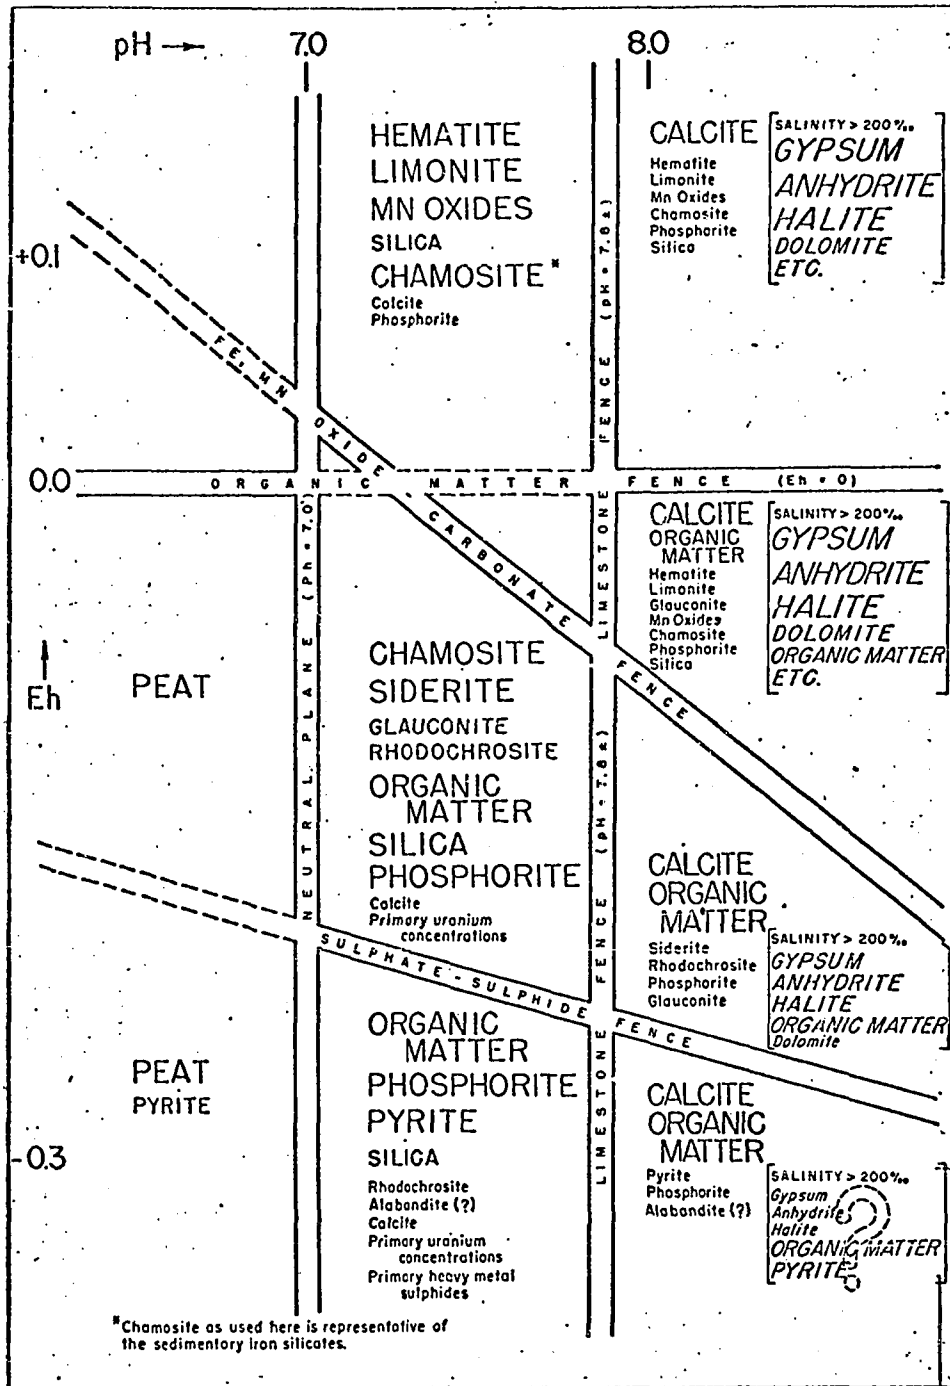 pH → 7.0 8.0
HEMATITE
LIMONITE
MN OXIDES
SILICA
CHAMOSITE*
Calcite
Phosphorite
CALCITE
Hematite
Limonite
Mn Oxides
Chamosite
Phosphorite
Silica
SALINITY > 200‰
GYPSUM
ANHYDRITE
HALITE
DOLOMITE
ETC.
+0.1
FE, MN OXIDE CARBONATE FENCE
0.0
ORGANIC MATTER FENCE (Eh = 0)
NEUTRAL PLANE (Ph = 7.0)
LIMESTONE FENCE (pH = 7.8±)
CALCITE
ORGANIC
MATTER
Hematite
Limonite
Glauconite
Mn Oxides
Chamosite
Phosphorite
Silica
SALINITY > 200‰
GYPSUM
ANHYDRITE
HALITE
DOLOMITE
ORGANIC MATTER
ETC.
Eh
PEAT
CHAMOSITE
SIDERITE
GLAUCONITE
RHODOCHROSITE
ORGANIC
MATTER
SILICA
PHOSPHORITE
Calcite
Primary uranium
concentrations
LIMESTONE FENCE (pH = 7.8±)
CALCITE
ORGANIC
MATTER
Siderite
Rhodochrosite
Phosphorite
Glauconite
SALINITY > 200‰
GYPSUM
ANHYDRITE
HALITE
ORGANIC MATTER
Dolomite
SULPHATE - SULPHIDE FENCE
PEAT
PYRITE
-0.3
ORGANIC
MATTER
PHOSPHORITE
PYRITE
SILICA
Rhodochrosite
Alabandite (?)
Calcite
Primary uranium
concentrations
Primary heavy metal
sulphides
CALCITE
ORGANIC
MATTER
Pyrite
Phosphorite
Alabandite (?)
SALINITY > 200‰
Gypsum
Anhydrite
Halite
ORGANIC MATTER
PYRITE
?
*Chamosite as used here is representative of
the sedimentory iron silicates.